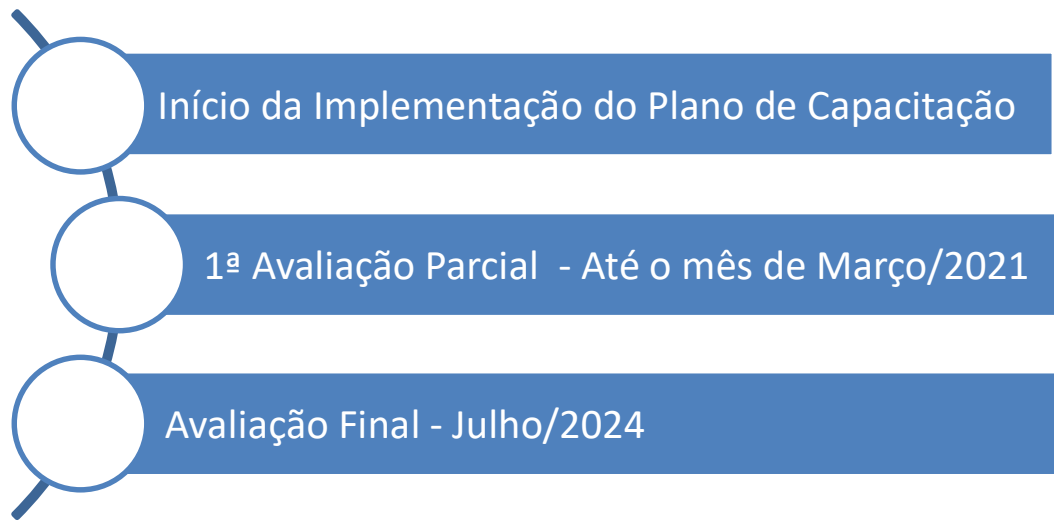 Início da Implementação do Plano de Capacitação
1ª Avaliação Parcial - Até o mês de Março/2021
Avaliação Final - Julho/2024